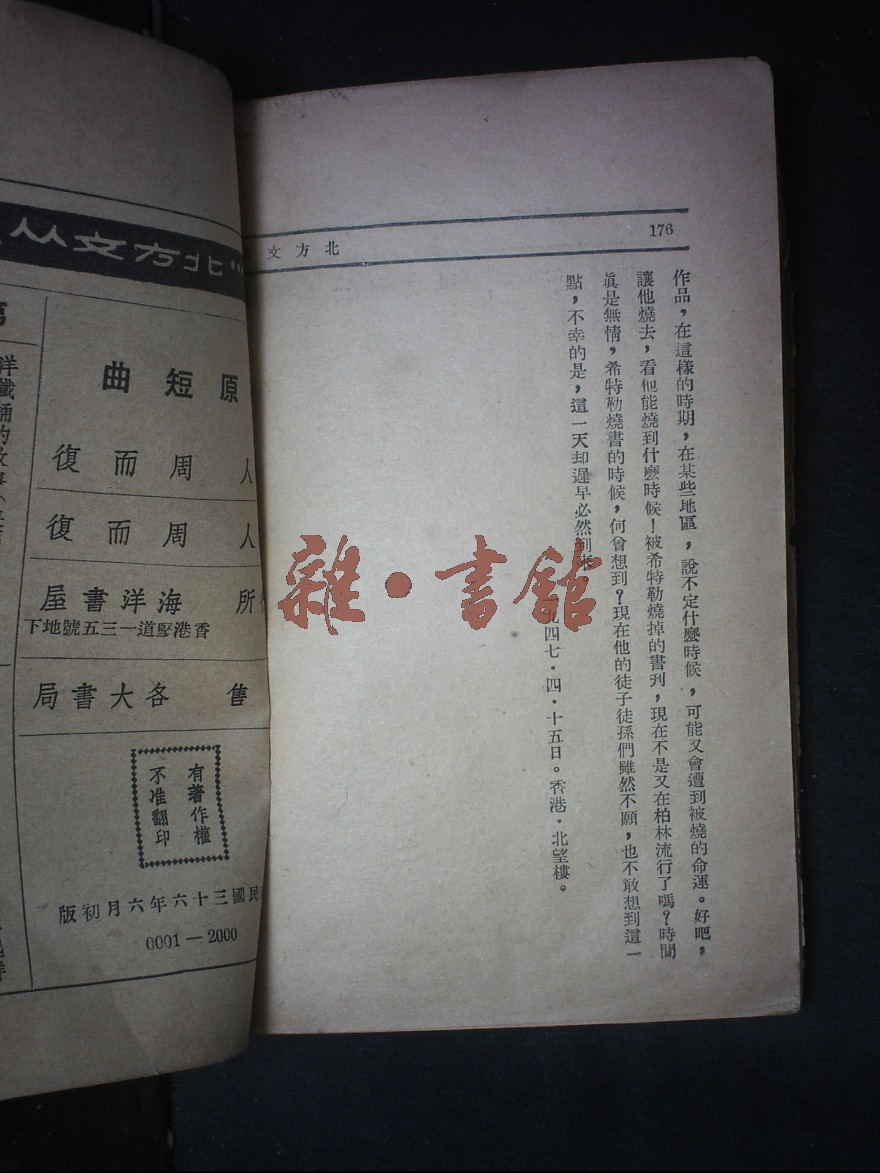 176
北方文
作品，在這樣的時期，在某些地區，說不定什麼時候，可能又會遭到被燒的命運。好吧，
讓他燒去，看他能燒到什麼時候！被希特勒燒掉的書刊，現在不是又在柏林流行了嗎？時間
眞是無情，希特勒燒書的時候，何曾想到？現在他的徒子徒孫們雖然不願，也不敢想到這一
點，不幸的是，這一天却遲早必然到來
九四七·四·十五日。香港·北望樓。
雜·書館
北方文丛
原短曲
人 周而復
人 周而復
所 海洋書屋
香港堅道一三五號地下
售 各大書局
有著作權
不准翻印
民國三十六年六月初版
0001—2000
洋鐵桶的故事